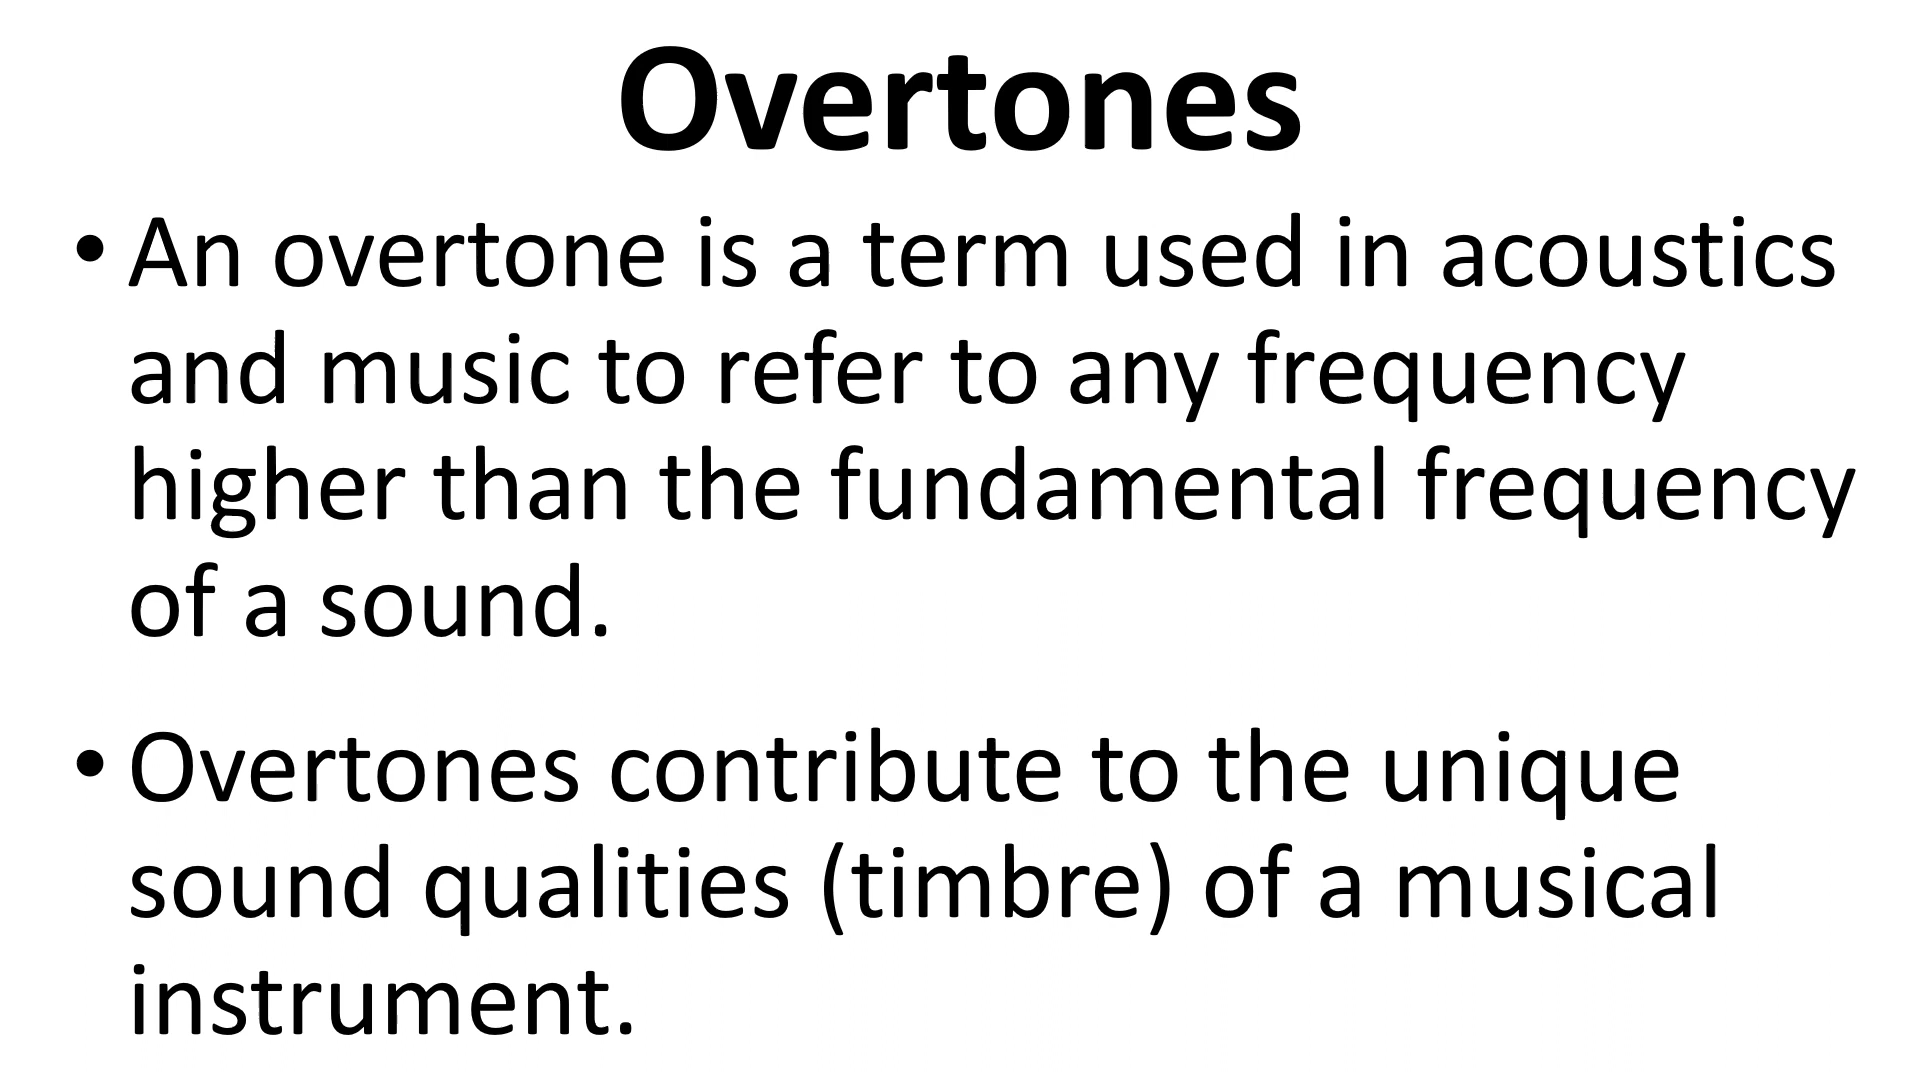 Overtones
• An overtone is a term used in acoustics
and music to refer to any frequency
higher than the fundamental frequency
of a sound.
• Overtones contribute to the unique
sound qualities (timbre) of a musical
instrument.